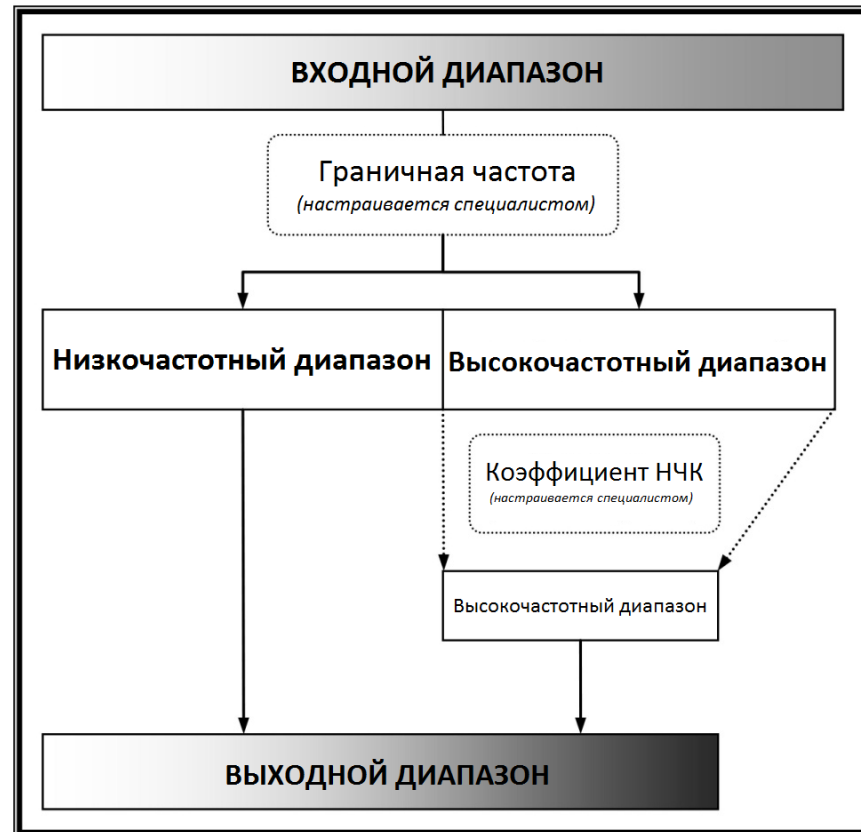 ВХОДНОЙ ДИАПАЗОН
Граничная частота
(настраивается специалистом)
Низкочастотный диапазон
Высокочастотный диапазон
Коэффициент НЧК
(настраивается специалистом)
Высокочастотный диапазон
ВЫХОДНОЙ ДИАПАЗОН